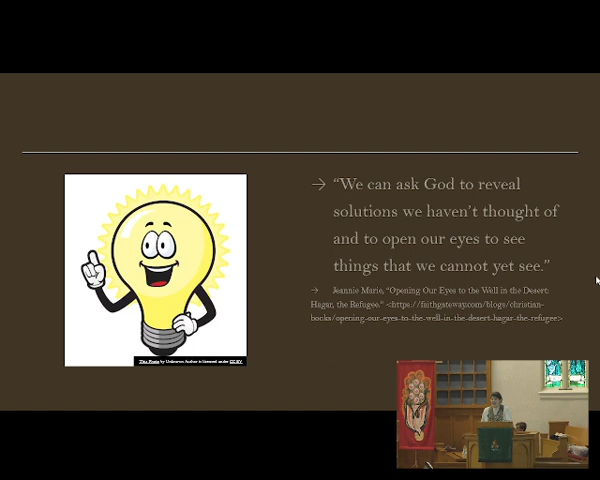 → “We can ask God to reveal
solutions we haven’t thought of
and to open our eyes to see
things that we cannot yet see.”
→ Jeannie Marie, “Opening Our Eyes to the Well in the Desert:
Hagar, the Refugee.” <https://faithgateway.com/blogs/christian-
books/opening-our-eyes-to-the-well-in-the-desert-hagar-the-refugee>
This Photo by Unknown Author is licensed under CC BY